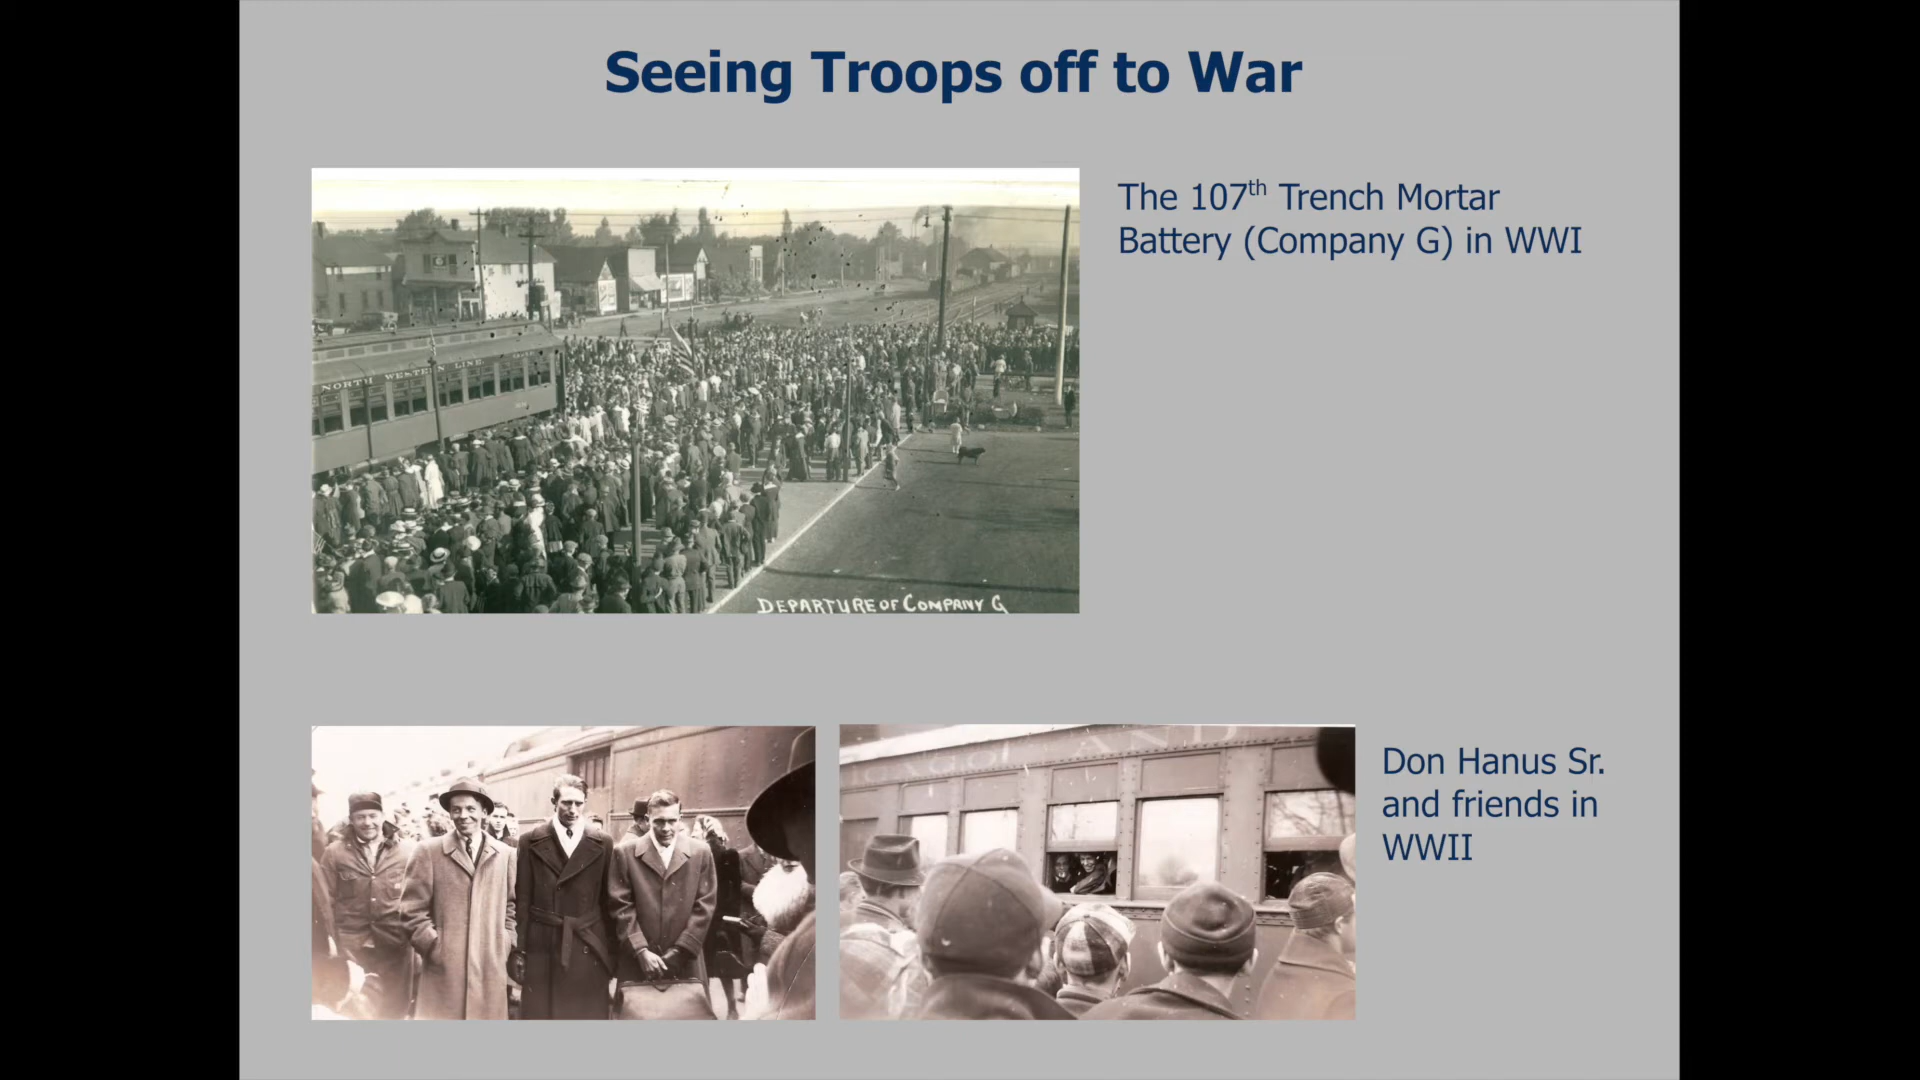 Seeing Troops off to War
The 107th Trench Mortar
Battery (Company G) in WWI
NORTH WESTERN LINE
DEPARTURE OF COMPANY G
Don Hanus Sr.
and friends in
WWII